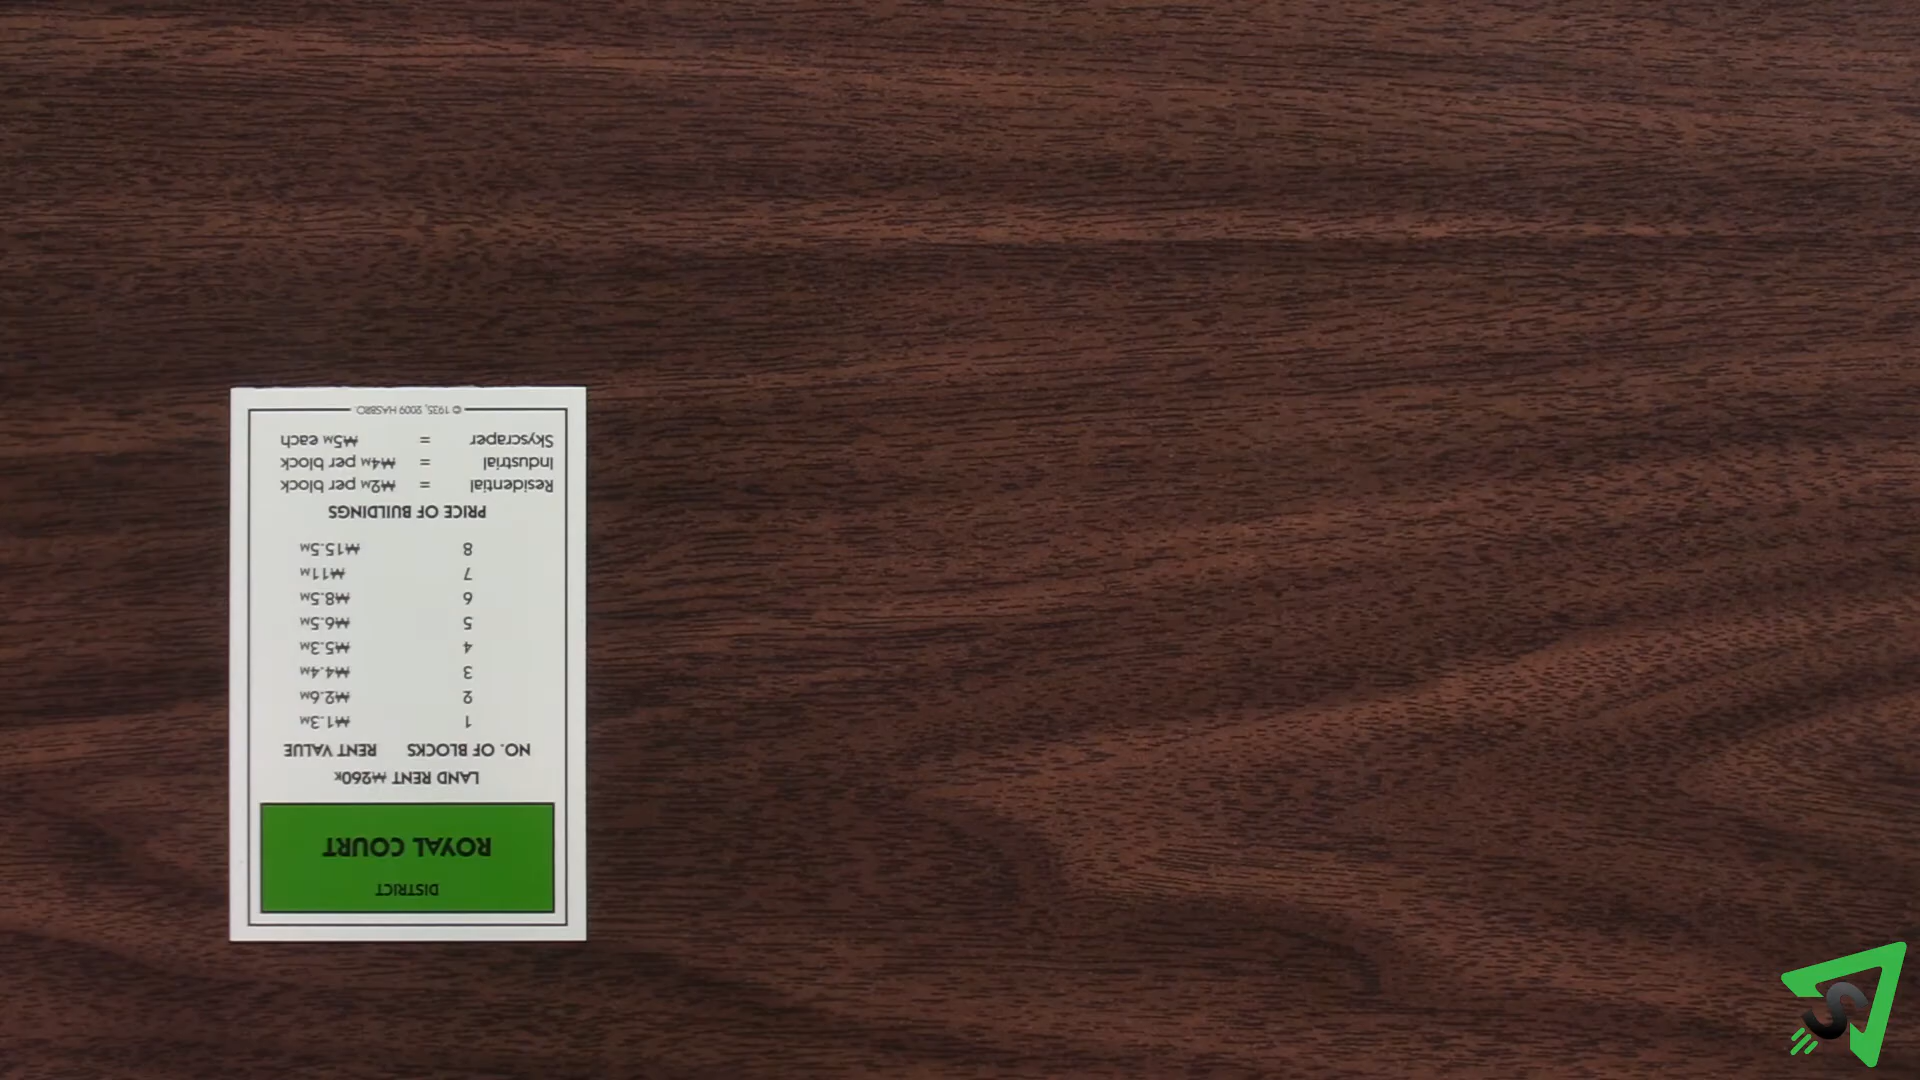 DISTRICT
ROYAL COURT
LAND RENT ₩260K
NO. OF BLOCKS RENT VALUE
1 ₩1.3M
2 ₩2.6M
3 ₩4.4M
4 ₩5.3M
5 ₩6.5M
6 ₩8.5M
7 ₩11M
8 ₩15.5M
PRICE OF BUILDINGS
Residential = ₩2M per block
Industrial = ₩4M per block
Skyscraper = ₩5M each
© 1935, 2009 HASBRO.
S